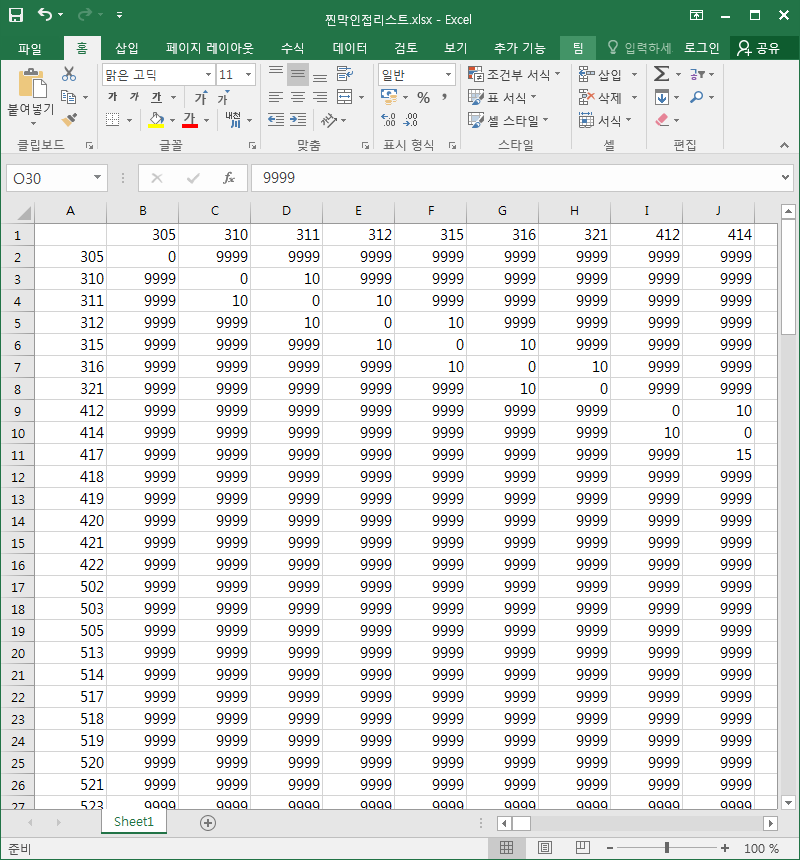 찐막인접리스트.xlsx - Excel
파일 홈 삽입 페이지 레이아웃 수식 데이터 검토 보기 추가 기능 팀 입력하세 로그인 공유
붙여넣기 맑은 고딕 11 일반 조건부 서식 삽입
가 가 가 가 가 % , 표 서식 삭제
가 내천 셀 스타일 서식
클립보드 글꼴 맞춤 표시 형식 스타일 셀 편집
O30 fx 9999
A B C D E F G H I J
1 305 310 311 312 315 316 321 412 414
2 305 0 9999 9999 9999 9999 9999 9999 9999 9999
3 310 9999 0 10 9999 9999 9999 9999 9999 9999
4 311 9999 10 0 10 9999 9999 9999 9999 9999
5 312 9999 9999 10 0 10 9999 9999 9999 9999
6 315 9999 9999 9999 10 0 10 9999 9999 9999
7 316 9999 9999 9999 9999 10 0 10 9999 9999
8 321 9999 9999 9999 9999 9999 10 0 9999 9999
9 412 9999 9999 9999 9999 9999 9999 9999 0 10
10 414 9999 9999 9999 9999 9999 9999 9999 10 0
11 417 9999 9999 9999 9999 9999 9999 9999 9999 15
12 418 9999 9999 9999 9999 9999 9999 9999 9999 9999
13 419 9999 9999 9999 9999 9999 9999 9999 9999 9999
14 420 9999 9999 9999 9999 9999 9999 9999 9999 9999
15 421 9999 9999 9999 9999 9999 9999 9999 9999 9999
16 422 9999 9999 9999 9999 9999 9999 9999 9999 9999
17 502 9999 9999 9999 9999 9999 9999 9999 9999 9999
18 503 9999 9999 9999 9999 9999 9999 9999 9999 9999
19 505 9999 9999 9999 9999 9999 9999 9999 9999 9999
20 513 9999 9999 9999 9999 9999 9999 9999 9999 9999
21 514 9999 9999 9999 9999 9999 9999 9999 9999 9999
22 517 9999 9999 9999 9999 9999 9999 9999 9999 9999
23 518 9999 9999 9999 9999 9999 9999 9999 9999 9999
24 519 9999 9999 9999 9999 9999 9999 9999 9999 9999
25 520 9999 9999 9999 9999 9999 9999 9999 9999 9999
26 521 9999 9999 9999 9999 9999 9999 9999 9999 9999
27 523 9999 9999 9999 9999 9999 9999 9999 9999 9999
Sheet1
준비 100 %